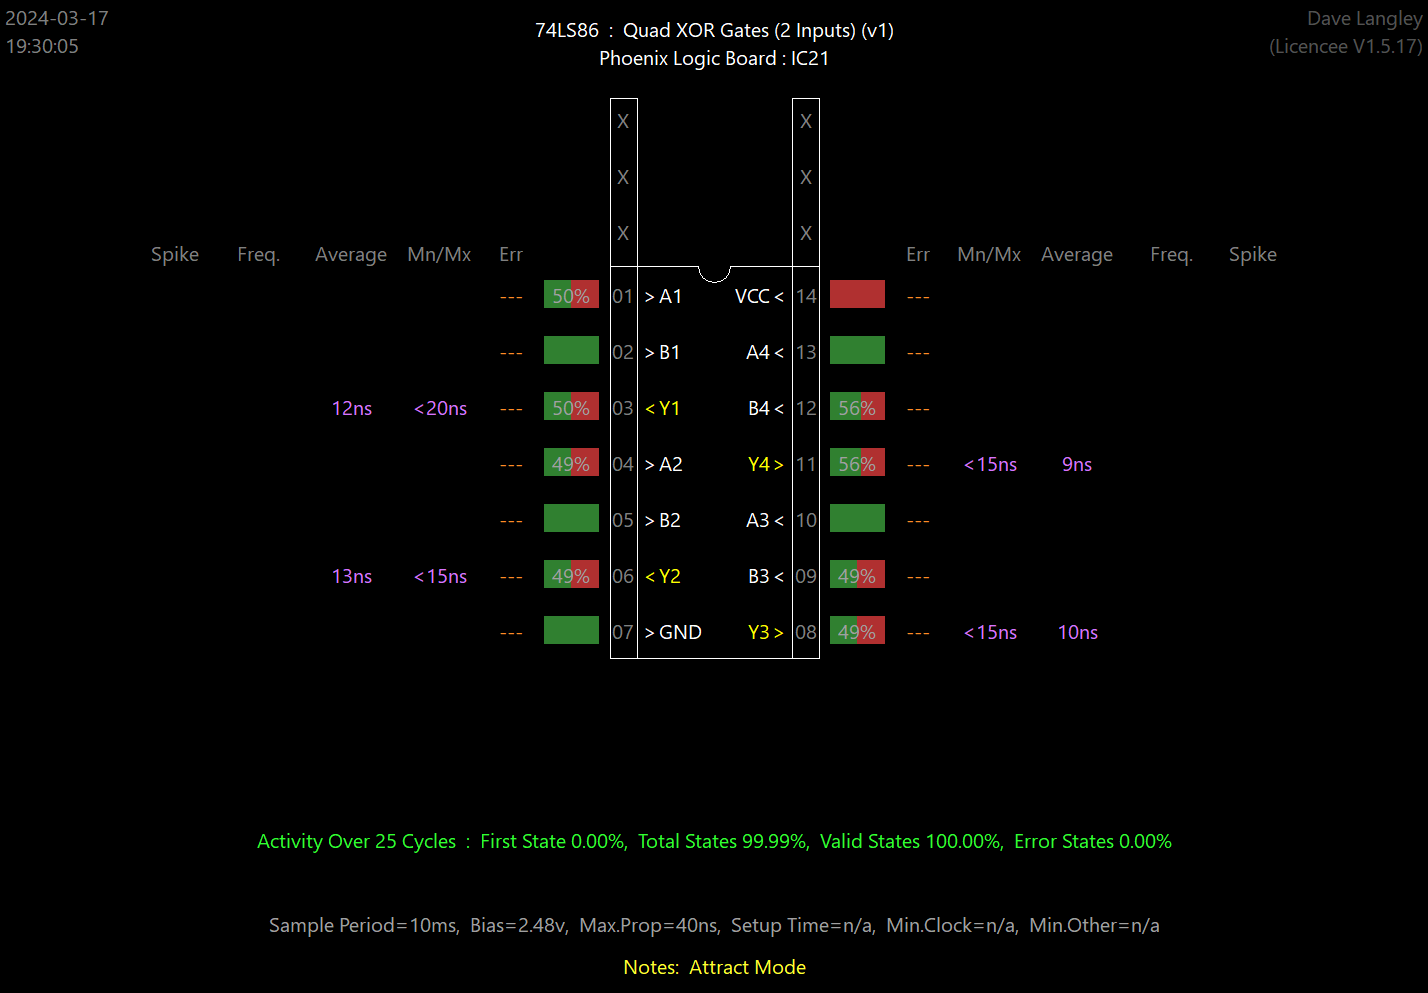 2024-03-17
19:30:05
74LS86 : Quad XOR Gates (2 Inputs) (v1)
Phoenix Logic Board : IC21
Dave Langley
(Licencee V1.5.17)
X X
X X
X X
Spike Freq. Average Mn/Mx Err Err Mn/Mx Average Freq. Spike
--- 50% 01 > A1 VCC < 14 ---
--- 02 > B1 A4 < 13 ---
12ns <20ns --- 50% 03 < Y1 B4 < 12 56% ---
--- 49% 04 > A2 Y4 > 11 56% --- <15ns 9ns
--- 05 > B2 A3 < 10 ---
13ns <15ns --- 49% 06 < Y2 B3 < 09 49% ---
--- 07 > GND Y3 > 08 49% --- <15ns 10ns
Activity Over 25 Cycles : First State 0.00%, Total States 99.99%, Valid States 100.00%, Error States 0.00%
Sample Period=10ms, Bias=2.48v, Max.Prop=40ns, Setup Time=n/a, Min.Clock=n/a, Min.Other=n/a
Notes: Attract Mode